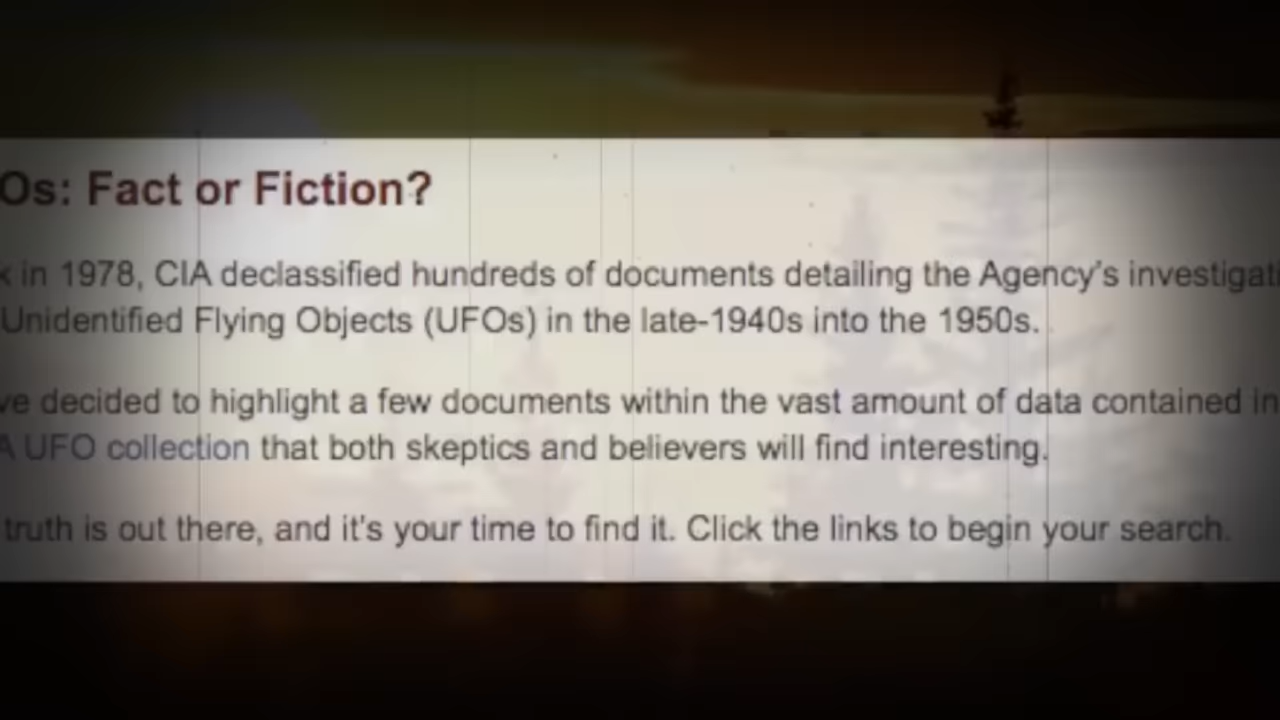 Os: Fact or Fiction?
k in 1978, CIA declassified hundreds of documents detailing the Agency's investigati
Unidentified Flying Objects (UFOs) in the late-1940s into the 1950s.
ve decided to highlight a few documents within the vast amount of data contained in
A UFO collection that both skeptics and believers will find interesting.
truth is out there, and it's your time to find it. Click the links to begin your search.